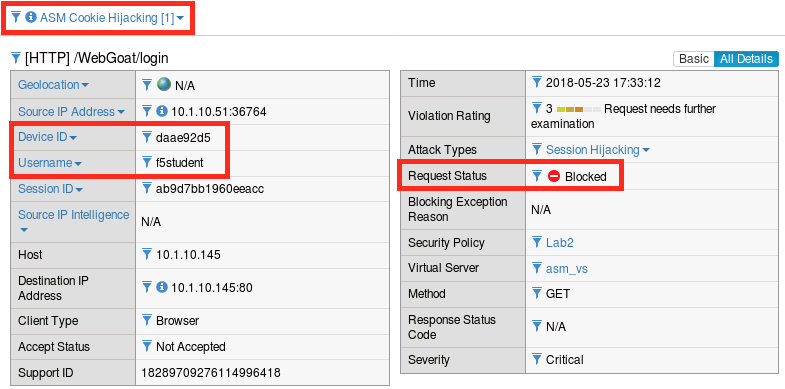 ASM Cookie Hijacking [1]
[HTTP] /WebGoat/login
Basic All Details
Geolocation N/A
Source IP Address 10.1.10.51:36764
Device ID daae92d5
Username f5student
Session ID ab9d7bb1960eeacc
Source IP Intelligence N/A
Host 10.1.10.145
Destination IP
Address 10.1.10.145:80
Client Type Browser
Accept Status Not Accepted
Support ID 18289709276114996418
Time 2018-05-23 17:33:12
Violation Rating 3 Request needs further
examination
Attack Types Session Hijacking
Request Status Blocked
Blocking Exception
Reason N/A
Security Policy Lab2
Virtual Server asm_vs
Method GET
Response Status
Code N/A
Severity Critical